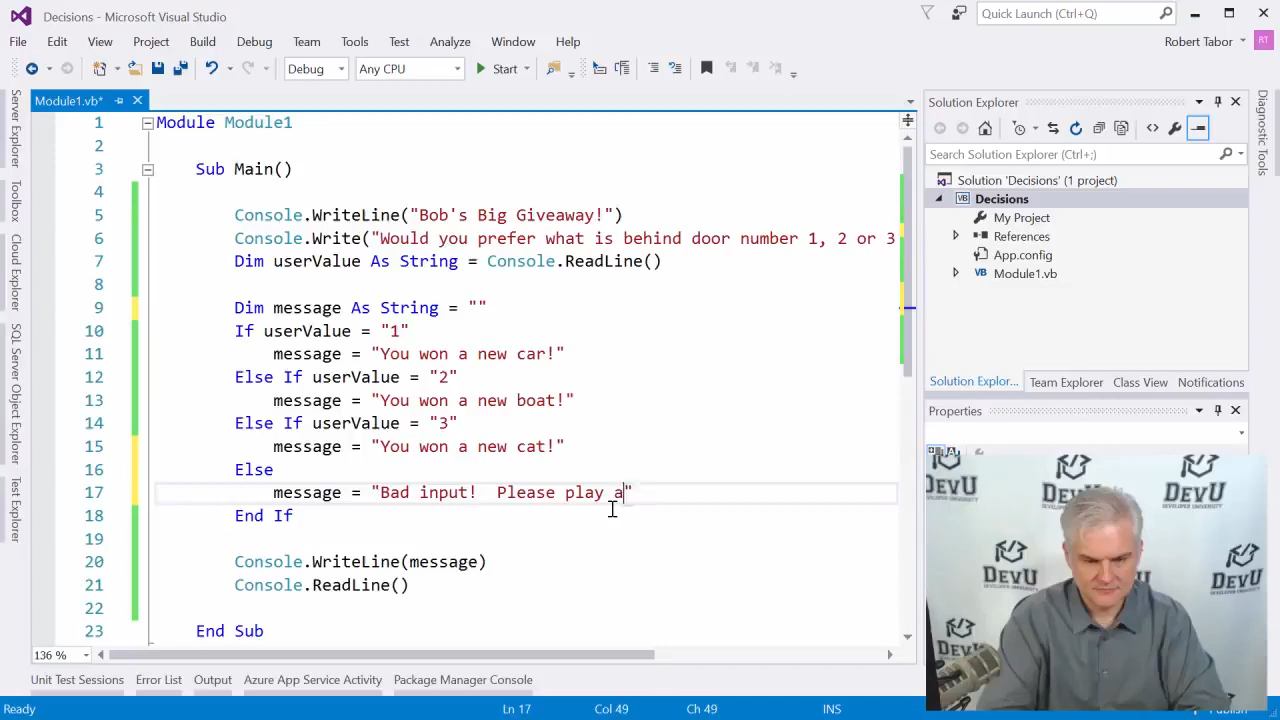 Decisions - Microsoft Visual Studio
Quick Launch (Ctrl+Q)
File Edit View Project Build Debug Team Tools Test Analyze Window Help
Robert Tabor
RT
Debug
Any CPU
Start
Module1.vb*
Server Explorer
Toolbox
Cloud Explorer
SQL Server Object Explorer
Test Explorer
1 Module Module1
2
3 Sub Main()
4
5 Console.WriteLine("Bob's Big Giveaway!")
6 Console.Write("Would you prefer what is behind door number 1, 2 or 3
7 Dim userValue As String = Console.ReadLine()
8
9 Dim message As String = ""
10 If userValue = "1"
11 message = "You won a new car!"
12 Else If userValue = "2"
13 message = "You won a new boat!"
14 Else If userValue = "3"
15 message = "You won a new cat!"
16 Else
17 message = "Bad input!  Please play a"
18 End If
19
20 Console.WriteLine(message)
21 Console.ReadLine()
22
23 End Sub
136 %
Solution Explorer
Search Solution Explorer (Ctrl+;)
Solution 'Decisions' (1 project)
VB Decisions
My Project
References
App.config
VB Module1.vb
Solution Explor... Team Explorer Class View Notifications
Properties
Diagnostic Tools
DEVU
DEVELOPER UNIVERSITY
DEVU
DEVU
Unit Test Sessions Error List Output Azure App Service Activity Package Manager Console
Ready
Ln 17
Col 49
Ch 49
INS
Publish